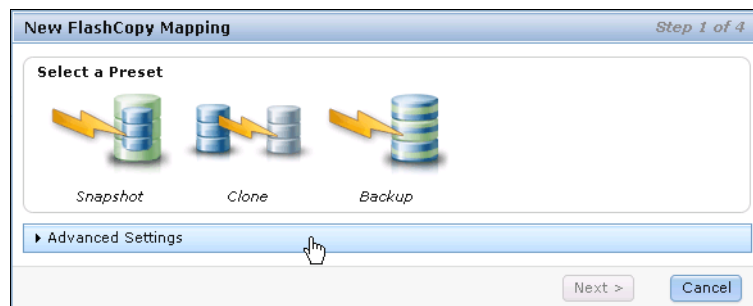 New FlashCopy Mapping
Step 1 of 4
Select a Preset
Snapshot
Clone
Backup
Advanced Settings
Next >
Cancel